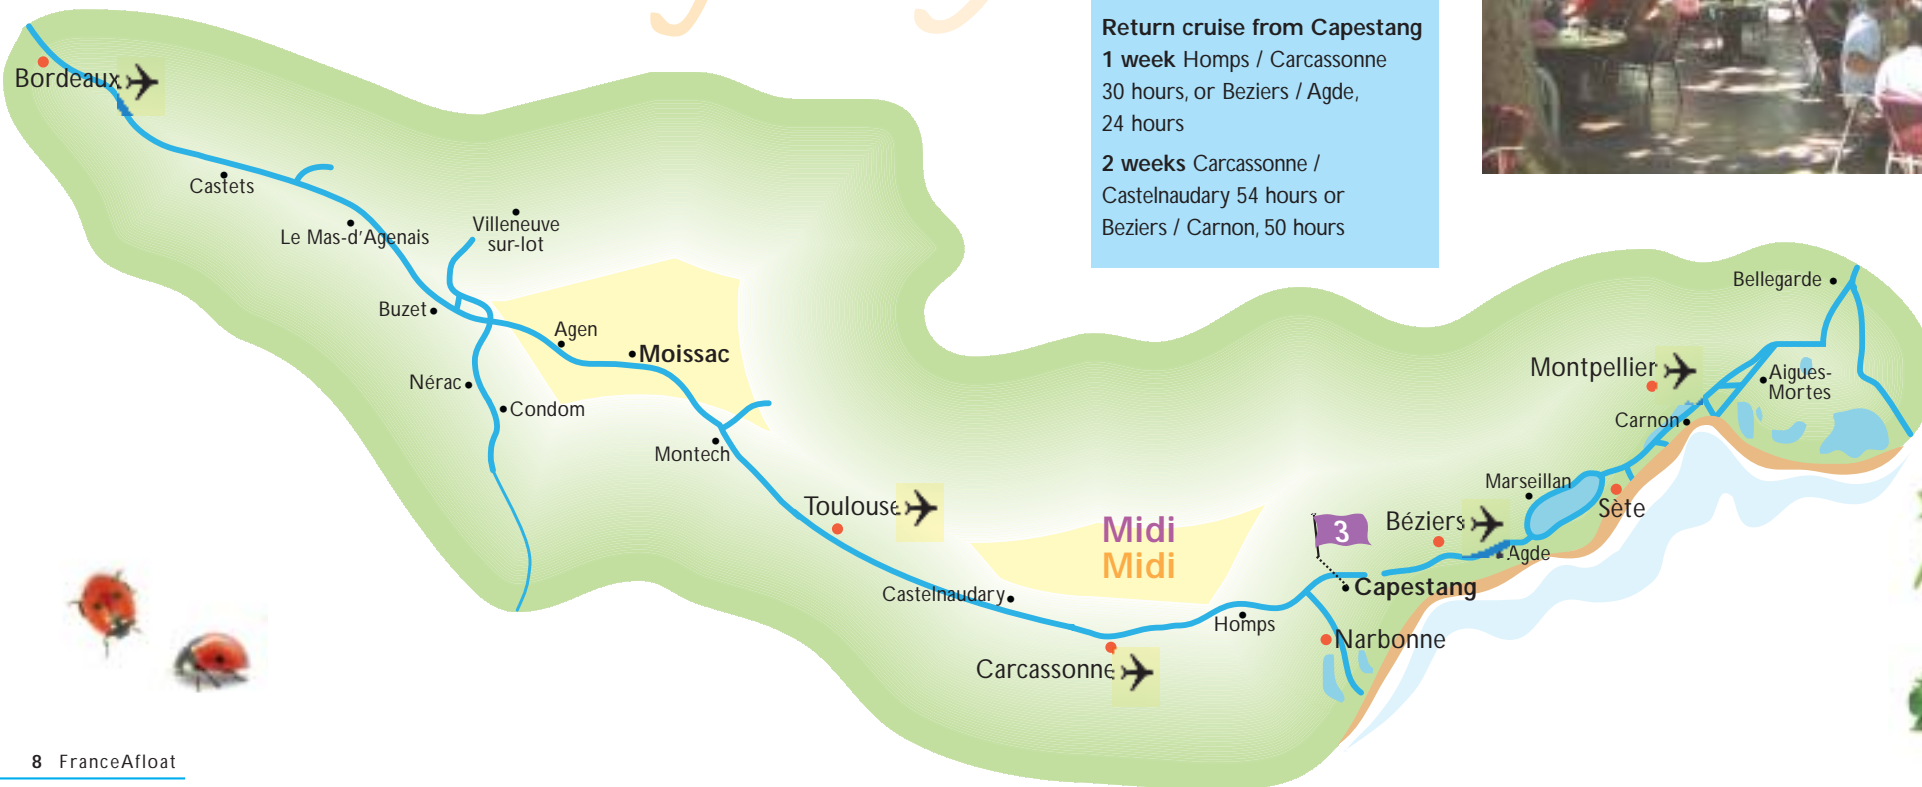 Return cruise from Capestang
1 week Homps / Carcassonne
30 hours, or Beziers / Agde,
24 hours
2 weeks Carcassonne /
Castelnaudary 54 hours or
Beziers / Carnon, 50 hours
Bordeaux
Castets
Le Mas-d'Agenais
Villeneuve
sur-lot
Buzet
Agen
Moissac
Nérac
Condom
Montech
Toulouse
Castelnaudary
Carcassonne
Midi
Midi
Homps
3
Capestang
Narbonne
Béziers
Agde
Marseillan
Sète
Montpellier
Carnon
Aigues-
Mortes
Bellegarde
8 FranceAfloat